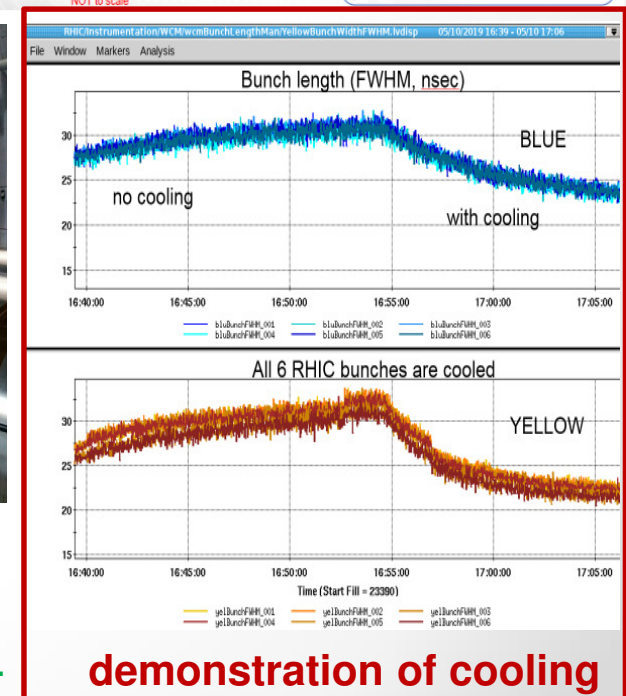 NOT to scale
RHIC/Instrumentation/WCM/wcmBunchLengthMan/YellowBunchWidthFWHM.lvdisp 05/10/2019 16:39 - 05/10 17:06
File Window Markers Analysis
Bunch length (FWHM, nsec)
30
25
20
15
BLUE
no cooling
with cooling
16:40:00 16:45:00 16:50:00 16:55:00 17:00:00 17:05:00
bluBunchFWHM_001 bluBunchFWHM_002 bluBunchFWHM_003
bluBunchFWHM_004 bluBunchFWHM_005 bluBunchFWHM_006
All 6 RHIC bunches are cooled
30
25
20
15
YELLOW
16:40:00 16:45:00 16:50:00 16:55:00 17:00:00 17:05:00
Time (Start Fill = 23390)
yelBunchFWHM_001 yelBunchFWHM_002 yelBunchFWHM_003
yelBunchFWHM_004 yelBunchFWHM_005 yelBunchFWHM_006
demonstration of cooling